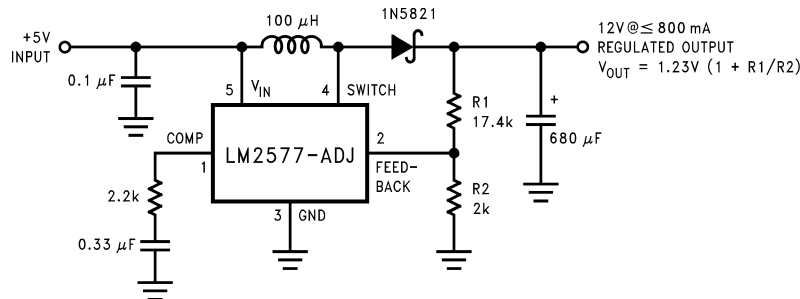 1N5821
100 μH
12V@≤ 800 mA
+5V
INPUT
REGULATED OUTPUT
VOUT = 1.23V (1 + R1/R2)
0.1 μF
5
VIN
4
SWITCH
R1
17.4k
+
680 μF
COMP
1
LM2577-ADJ
2
FEED-
BACK
2.2k
R2
2k
3
GND
0.33 μF